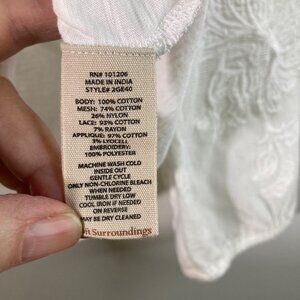 RN# 101206
MADE IN INDIA
STYLE# 2GE40
BODY: 100% COTTON
MESH: 74% COTTON
26% NYLON
LACE: 93% COTTON
7% RAYON
APPLIQUE: 97% COTTON
3% LYOCELL
EMBROIDERY:
100% POLYESTER
MACHINE WASH COLD
INSIDE OUT
GENTLE CYCLE
ONLY NON-CHLORINE BLEACH
WHEN NEEDED
TUMBLE DRY LOW
COOL IRON IF NEEDED
ON REVERSE
MAY BE DRY CLEANED
Surroundings